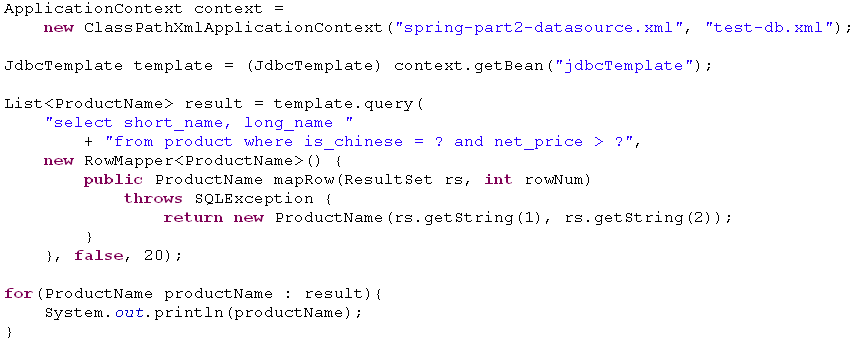 ApplicationContext context =
    new ClassPathXmlApplicationContext("spring-part2-datasource.xml", "test-db.xml");

JdbcTemplate template = (JdbcTemplate) context.getBean("jdbcTemplate");

List<ProductName> result = template.query(
    "select short_name, long_name "
        + "from product where is_chinese = ? and net_price > ?",
    new RowMapper<ProductName>() {
        public ProductName mapRow(ResultSet rs, int rowNum)
            throws SQLException {
                return new ProductName(rs.getString(1), rs.getString(2));
        }
    }, false, 20);

for(ProductName productName : result){
    System.out.println(productName);
}